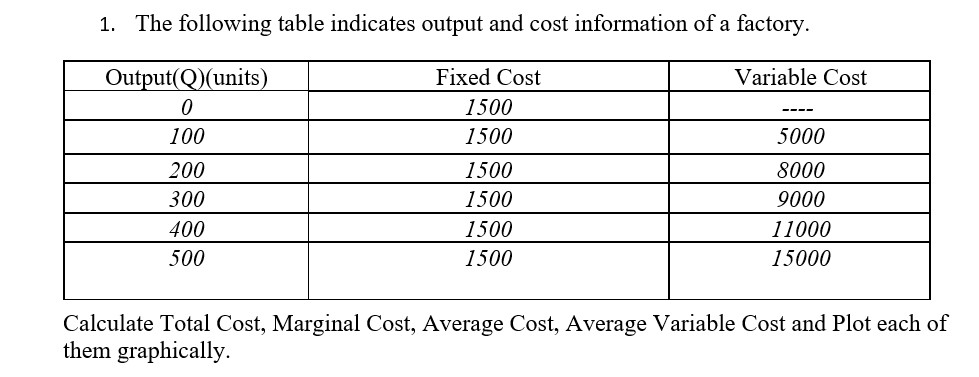 1. The following table indicates output and cost information of a factory.
Output(Q)(units) Fixed Cost Variable Cost
0 1500 ----
100 1500 5000
200 1500 8000
300 1500 9000
400 1500 11000
500 1500 15000
Calculate Total Cost, Marginal Cost, Average Cost, Average Variable Cost and Plot each of
them graphically.